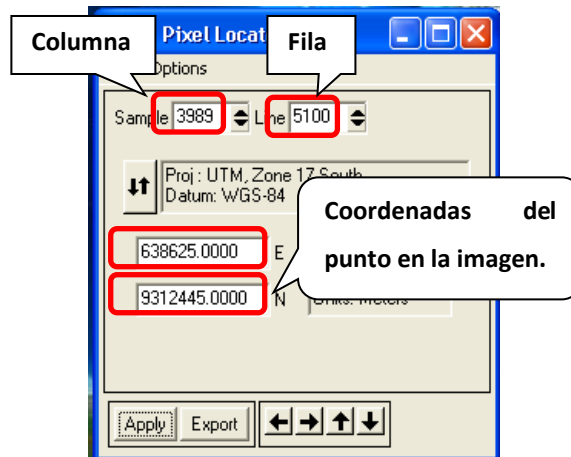 Columna
Pixel Locat
Fila
Options
Sample 3989 Line 5100
Proj : UTM, Zone 17 South
Datum: WGS-84
Coordenadas del
punto en la imagen.
638625.0000 E
9312445.0000 N Units: Meters
Apply Export